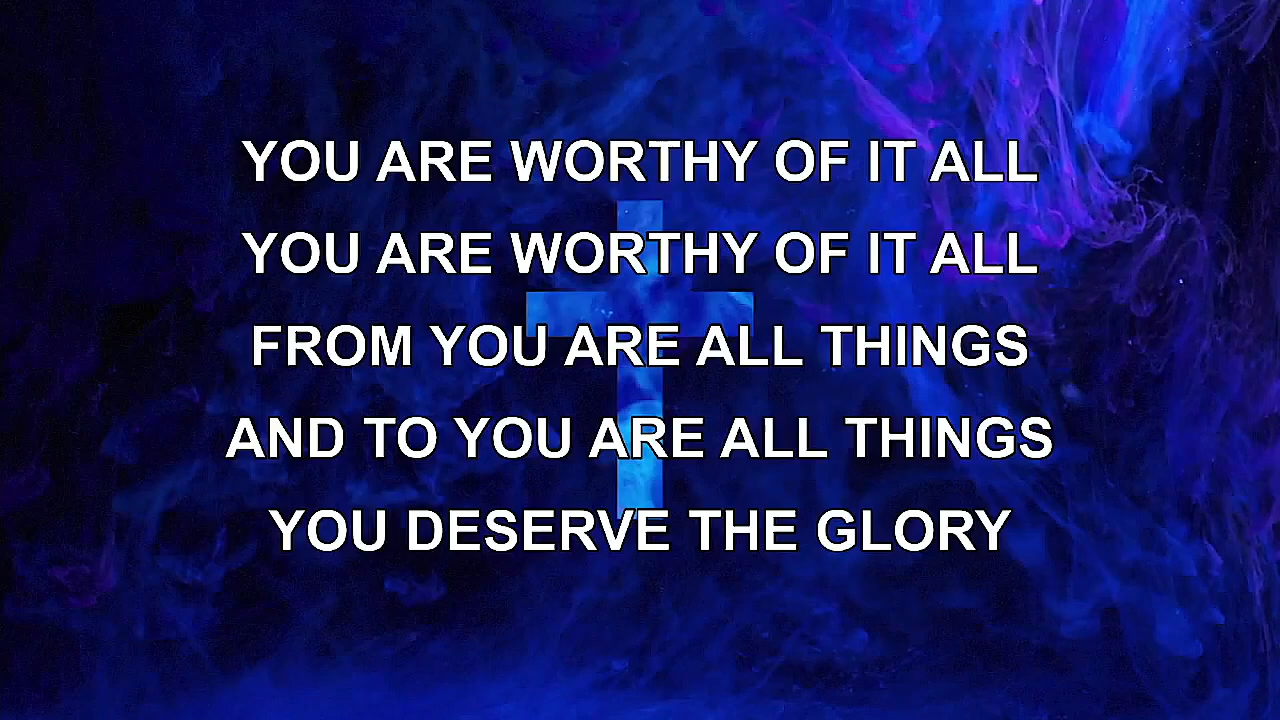 YOU ARE WORTHY OF IT ALL
YOU ARE WORTHY OF IT ALL
FROM YOU ARE ALL THINGS
AND TO YOU ARE ALL THINGS
YOU DESERVE THE GLORY